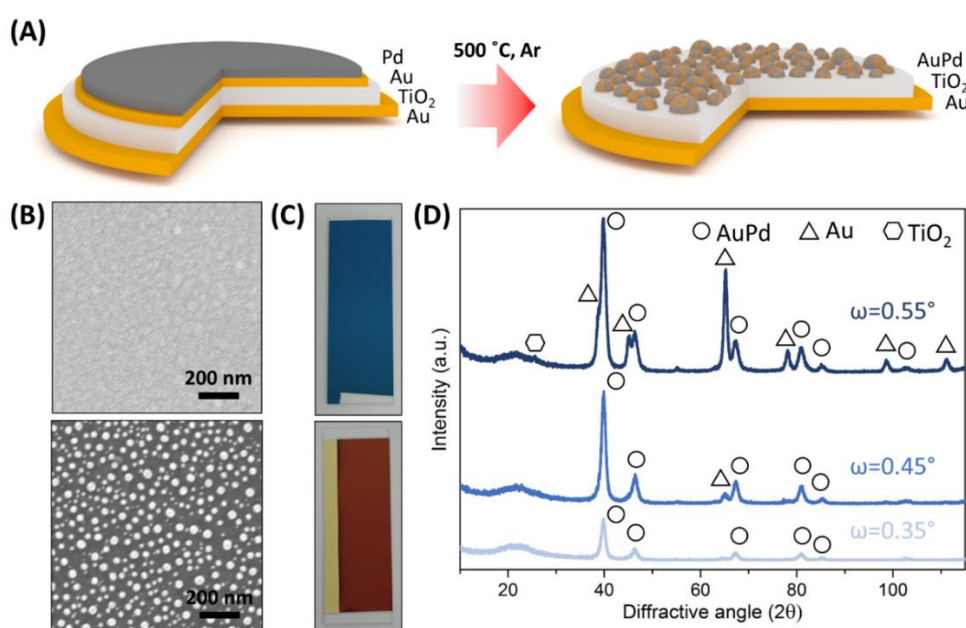 (A)
Pd
Au
TiO₂
Au
500 ˚C, Ar
AuPd
TiO₂
Au
(B)
200 nm
200 nm
(C)
(D)
AuPd Au TiO₂
ω=0.55°
ω=0.45°
ω=0.35°
Intensity (a.u.)
20 40 60 80 100
Diffractive angle (2θ)